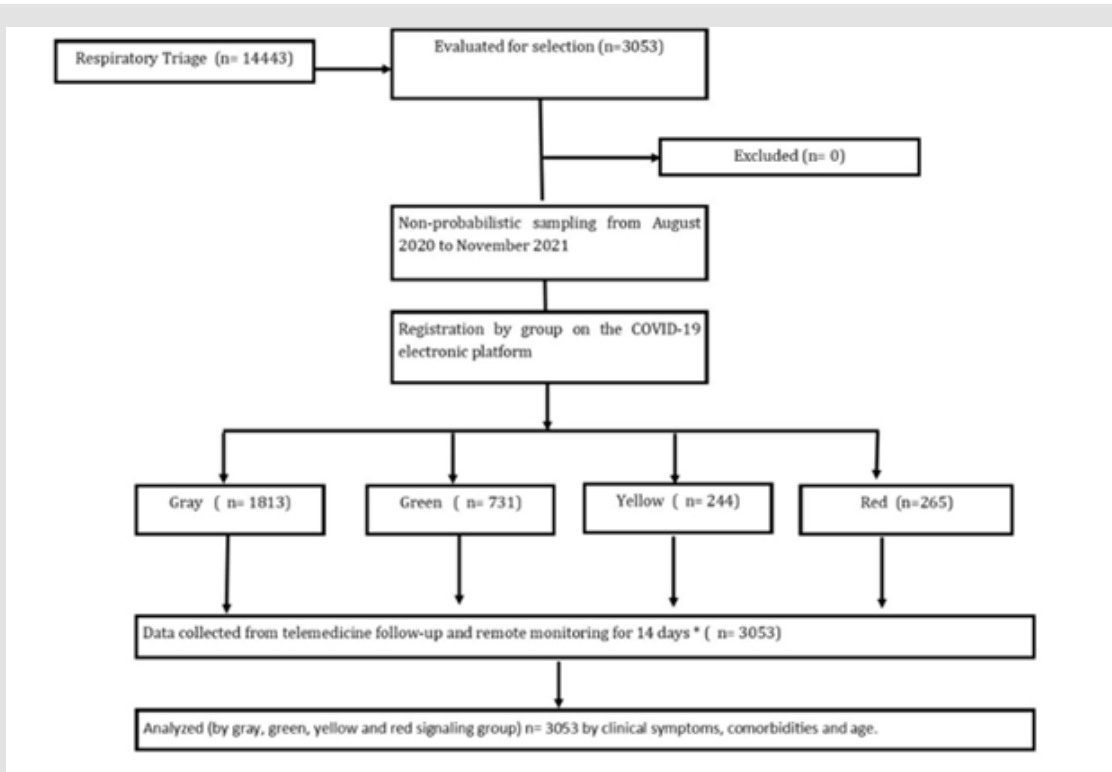 Respiratory Triage (n= 14443)
Evaluated for selection (n=3053)
Excluded (n= 0)
Non-probabilistic sampling from August
2020 to November 2021
Registration by group on the COVID-19
electronic platform
Gray ( n= 1813)
Green ( n= 731)
Yellow ( n= 244)
Red (n=265)
Data collected from telemedicine follow-up and remote monitoring for 14 days * ( n= 3053)
Analyzed (by gray, green, yellow and red signaling group) n= 3053 by clinical symptoms, comorbidities and age.